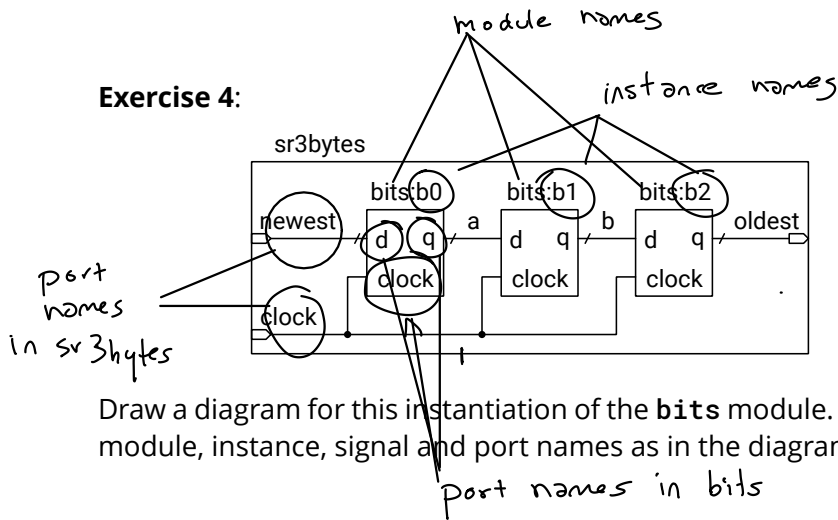 module names
Exercise 4:
instance names
sr3bytes
bits:b0 bits:b1 bits:b2
newest d q a d q b d q oldest
clock clock clock
port
names
in sr3bytes
clock
Draw a diagram for this instantiation of the bits module.
module, instance, signal and port names as in the diagram
port names in bits